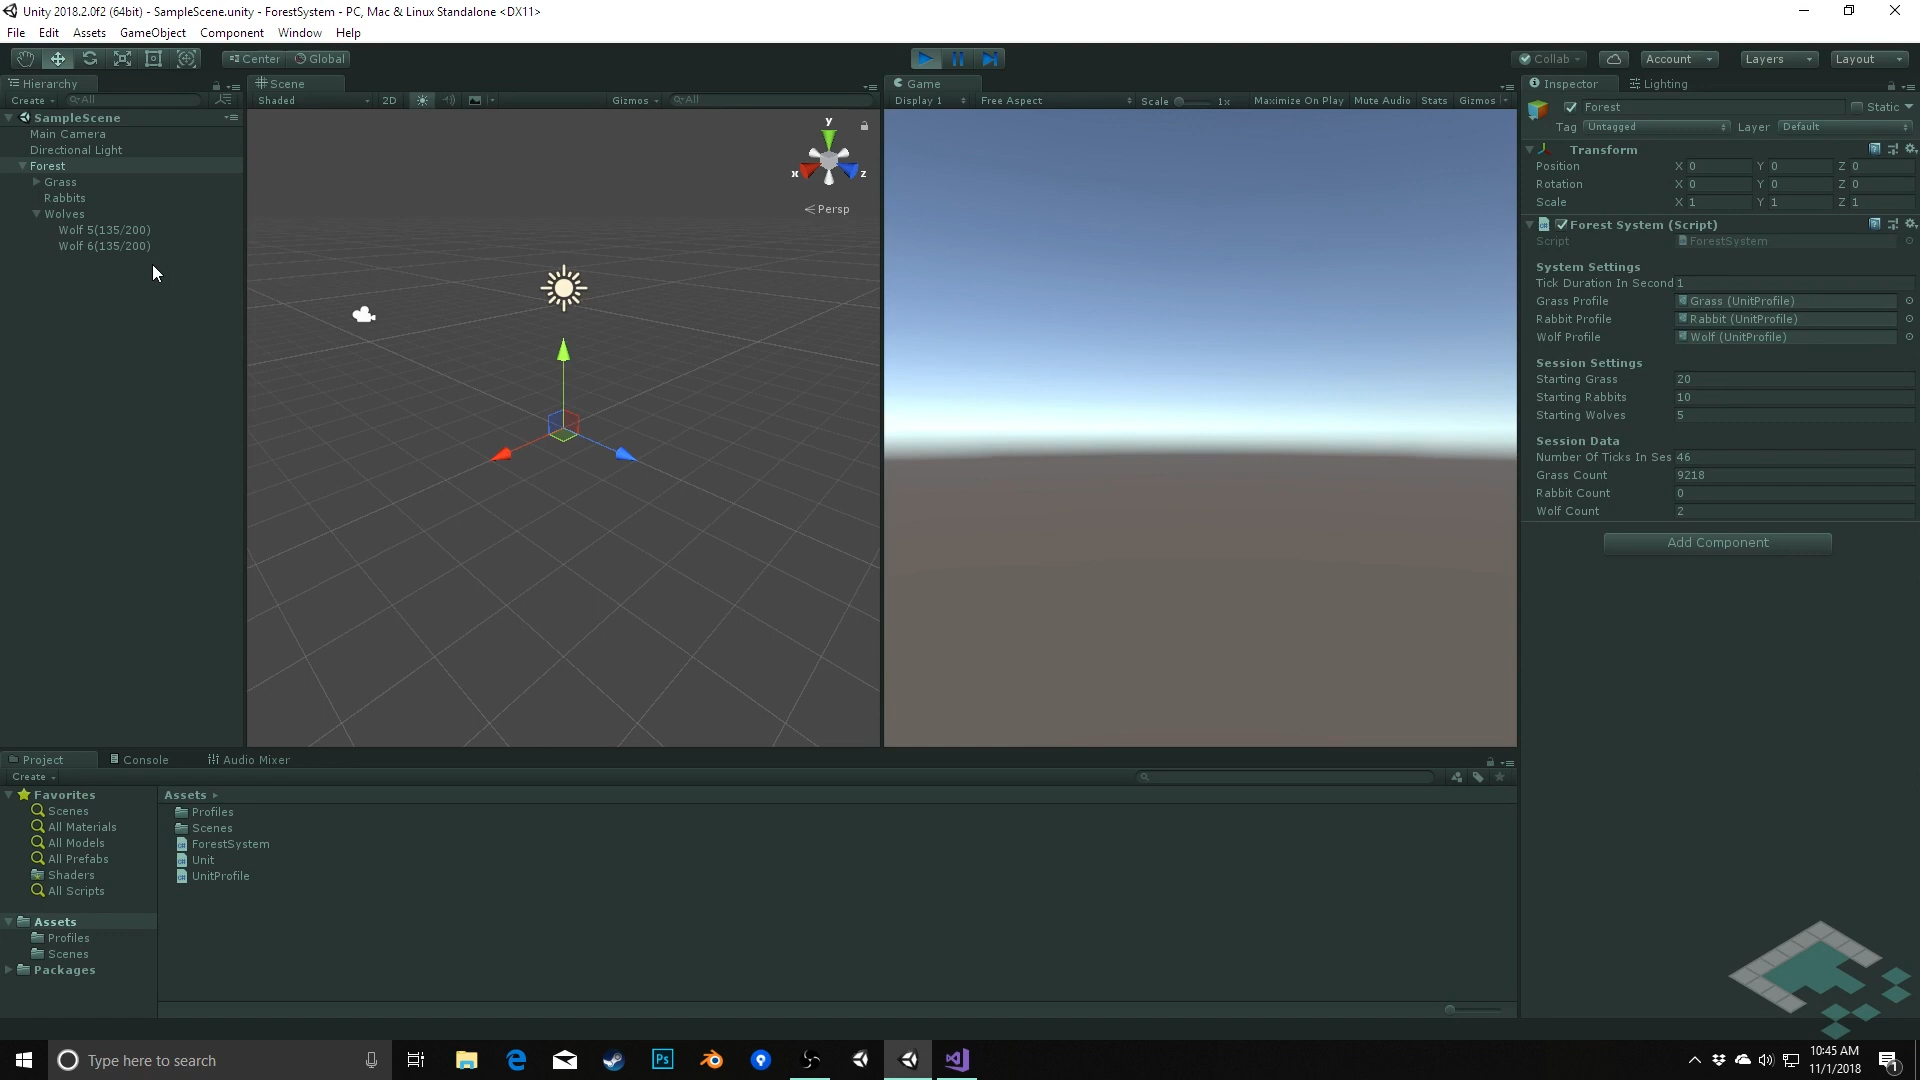 Unity 2018.2.0f2 (64bit) - SampleScene.unity - ForestSystem - PC, Mac & Linux Standalone <DX11>
File Edit Assets GameObject Component Window Help
Center Global Collab Account Layers Layout
Hierarchy
Create All
SampleScene
Main Camera
Directional Light
Forest
Grass
Rabbits
Wolves
Wolf 5(135/200)
Wolf 6(135/200)
Scene
Shaded 2D Gizmos All
y
x z
Persp
Game
Display 1 Free Aspect Scale 1x Maximize On Play Mute Audio Stats Gizmos
Inspector Lighting
Forest Static
Tag Untagged Layer Default
Transform
Position X 0 Y 0 Z 0
Rotation X 0 Y 0 Z 0
Scale X 1 Y 1 Z 1
Forest System (Script)
Script ForestSystem
System Settings
Tick Duration In Second 1
Grass Profile Grass (UnitProfile)
Rabbit Profile Rabbit (UnitProfile)
Wolf Profile Wolf (UnitProfile)
Session Settings
Starting Grass 20
Starting Rabbits 10
Starting Wolves 5
Session Data
Number Of Ticks In Ses 46
Grass Count 9218
Rabbit Count 0
Wolf Count 2
Add Component
Project Console Audio Mixer
Create
Favorites
Scenes
All Materials
All Models
All Prefabs
Shaders
All Scripts
Assets
Profiles
Scenes
Packages
Assets
Profiles
Scenes
ForestSystem
Unit
UnitProfile
Type here to search
Ps
10:45 AM
11/1/2018
1